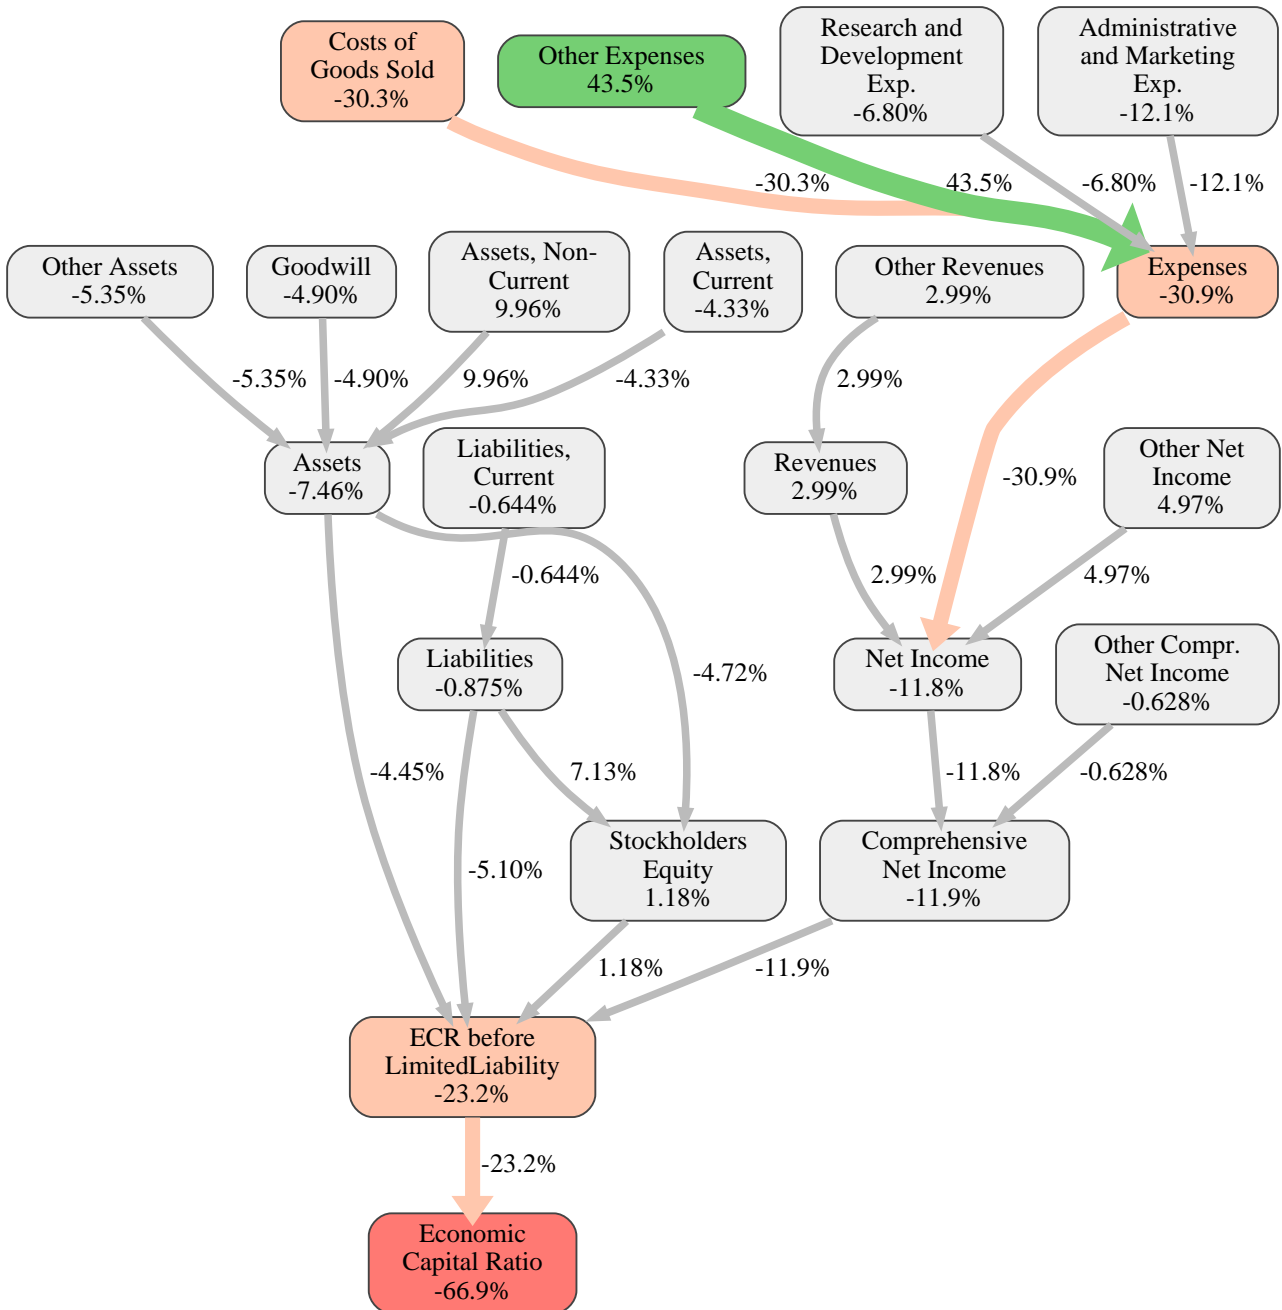 Costs of
Goods Sold
-30.3%
Other Expenses
43.5%
Research and
Development
Exp.
-6.80%
Administrative
and Marketing
Exp.
-12.1%
-30.3%
43.5%
-6.80%
-12.1%
Other Assets
-5.35%
Goodwill
-4.90%
Assets, Non-
Current
9.96%
Assets,
Current
-4.33%
Other Revenues
2.99%
Expenses
-30.9%
-5.35%
-4.90%
9.96%
-4.33%
2.99%
Assets
-7.46%
Liabilities,
Current
-0.644%
Revenues
2.99%
-30.9%
Other Net
Income
4.97%
-0.644%
2.99%
4.97%
Liabilities
-0.875%
-4.72%
Net Income
-11.8%
Other Compr.
Net Income
-0.628%
-4.45%
7.13%
-11.8%
-0.628%
-5.10%
Stockholders
Equity
1.18%
Comprehensive
Net Income
-11.9%
1.18%
-11.9%
ECR before
LimitedLiability
-23.2%
-23.2%
Economic
Capital Ratio
-66.9%